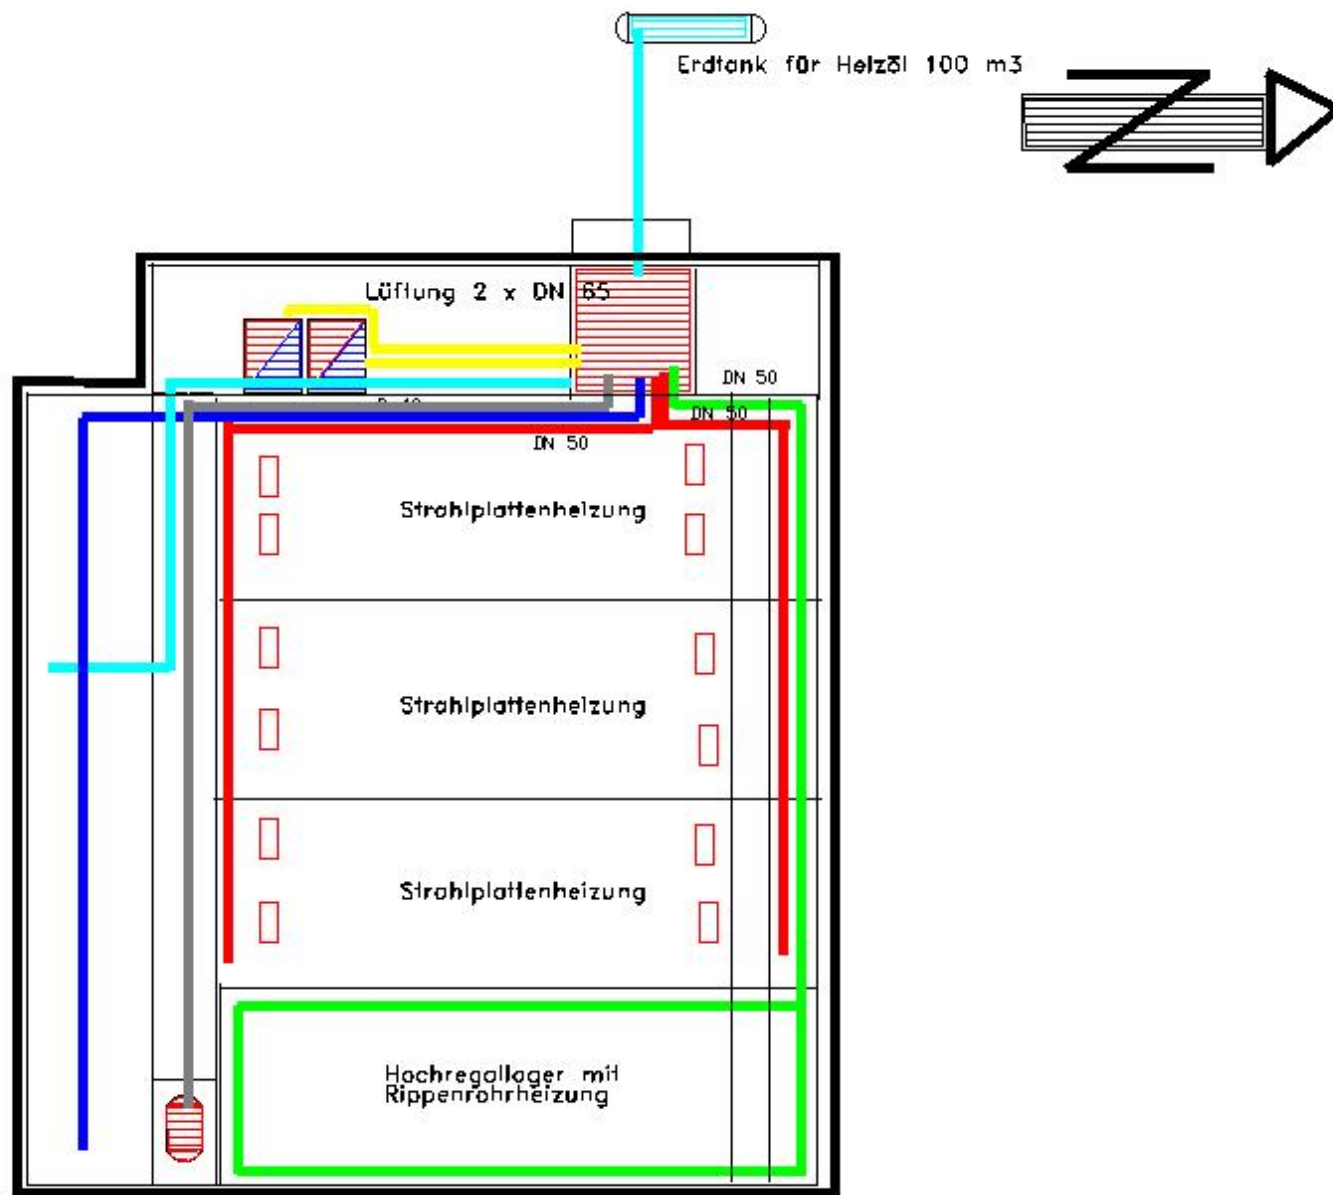 Erdtank für Heizöl 100 m3
N
Lüftung 2 x DN 65
DN 50
DN 50
DN 50
Strahlplattenheizung
Strahlplattenheizung
Strahlplattenheizung
Hochregallager mit
Rippenrohrheizung